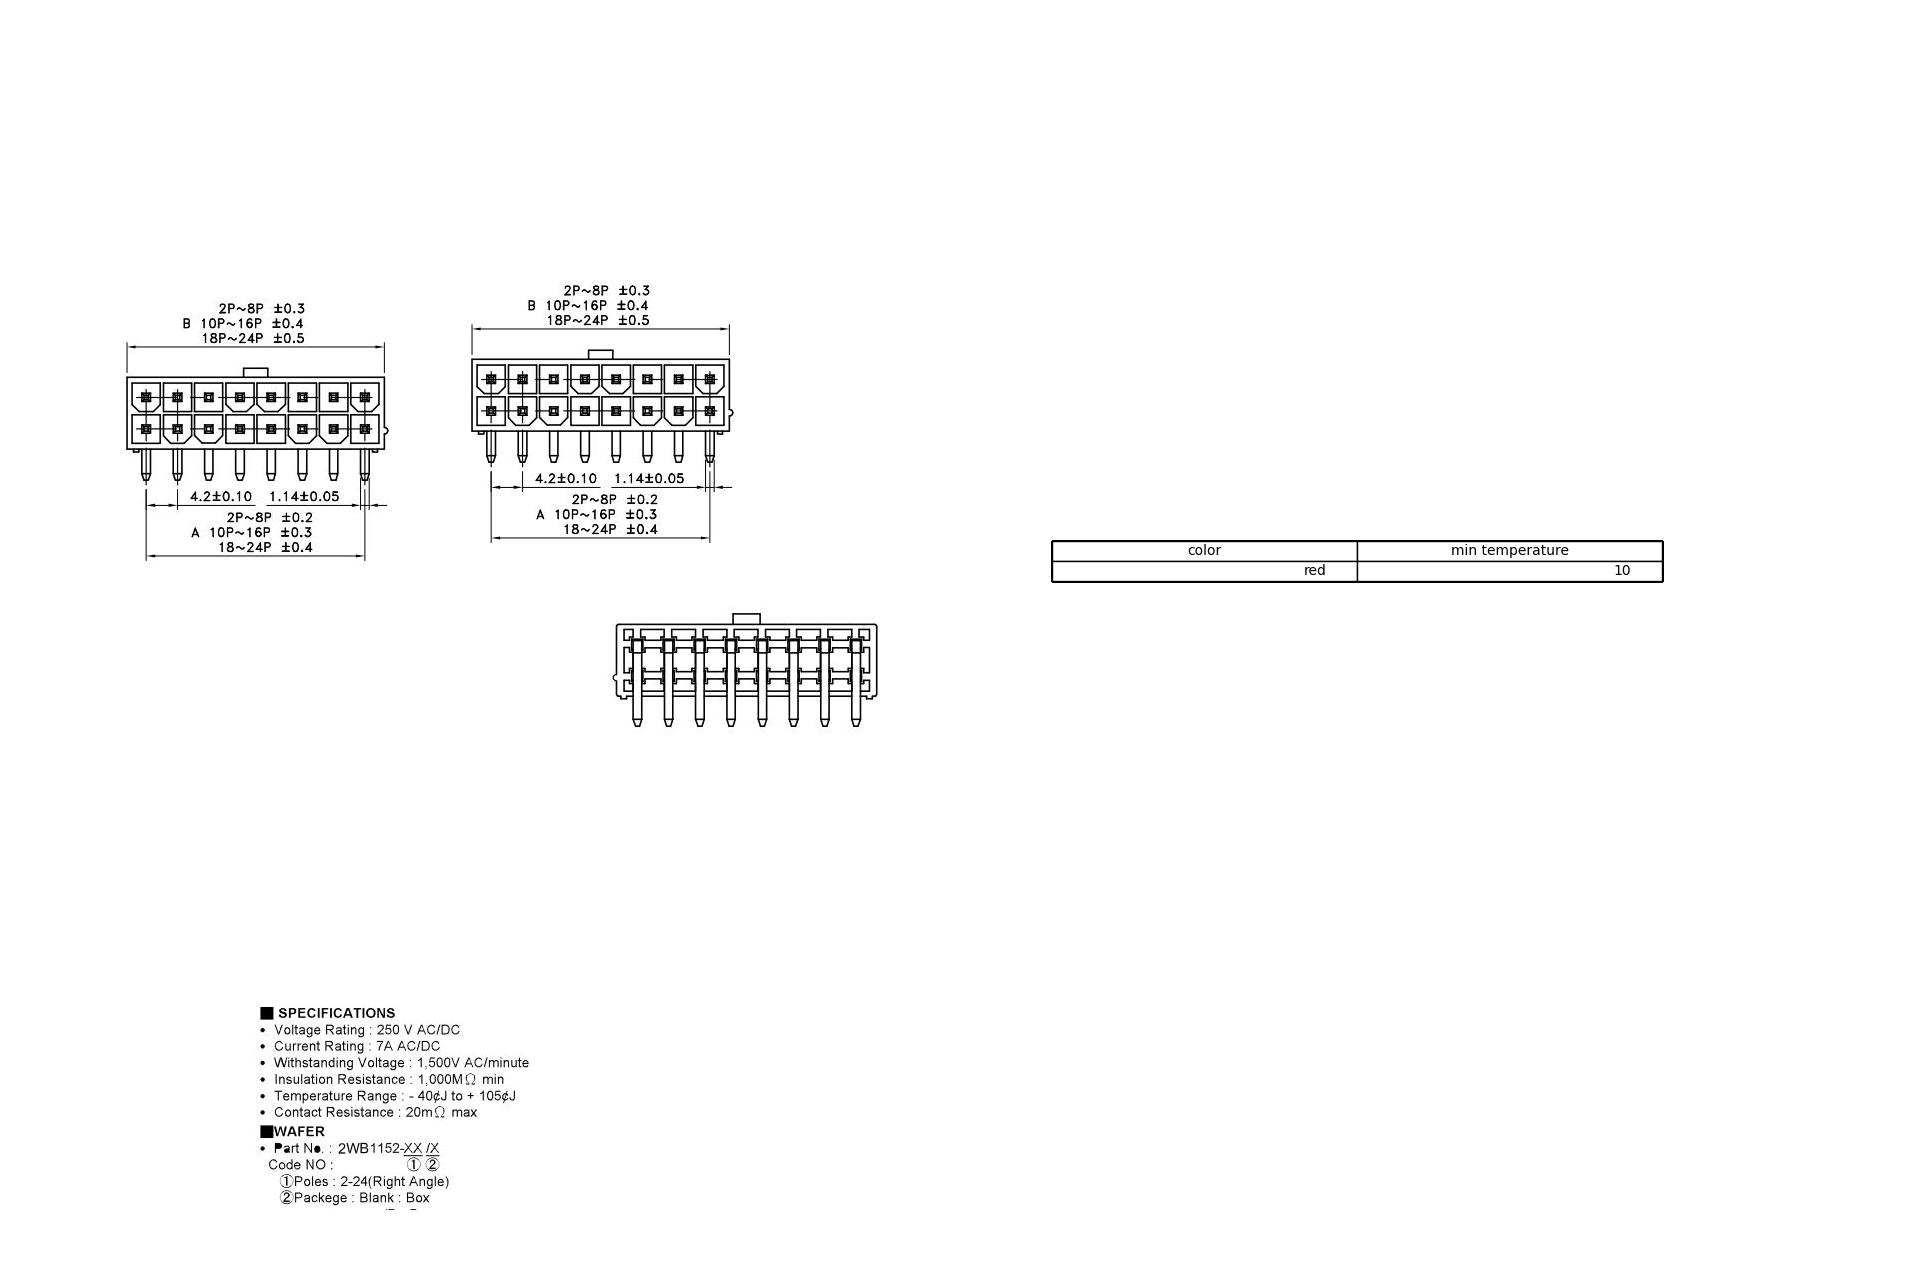 2P~8P ±0.3
B 10P~16P ±0.4
18P~24P ±0.5
4.2±0.10 1.14±0.05
2P~8P ±0.2
A 10P~16P ±0.3
18~24P ±0.4
2P~8P ±0.3
B 10P~16P ±0.4
18P~24P ±0.5
4.2±0.10 1.14±0.05
2P~8P ±0.2
A 10P~16P ±0.3
18~24P ±0.4
color min temperature
red 10
■ SPECIFICATIONS
• Voltage Rating : 250 V AC/DC
• Current Rating : 7A AC/DC
• Withstanding Voltage : 1,500V AC/minute
• Insulation Resistance : 1,000MΩ min
• Temperature Range : - 40¢J to + 105¢J
• Contact Resistance : 20mΩ max
■WAFER
• Part No. : 2WB1152-XX /X
Code NO : ① ②
①Poles : 2-24(Right Angle)
②Packege : Blank : Box